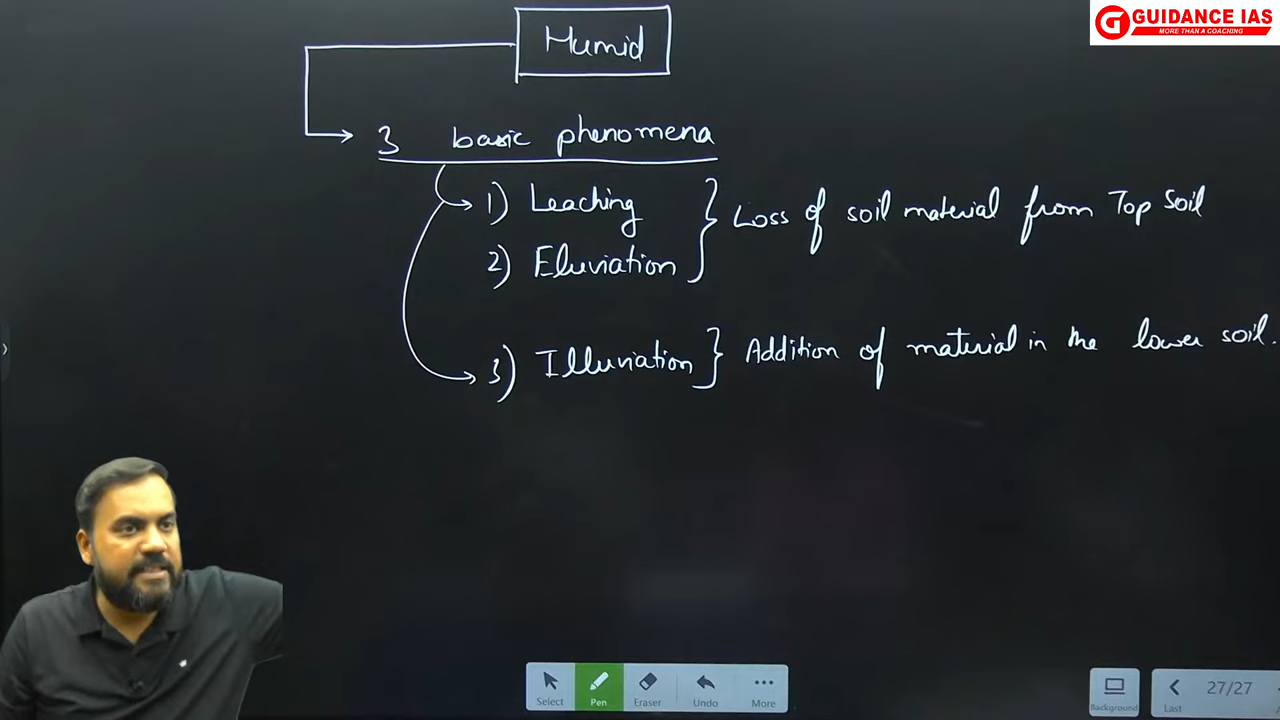 GUIDANCE IAS
MORE THAN A COACHING
Humid
3 basic phenomena
1) Leaching
2) Eluviation
} Loss of soil material from Top soil
3) Illuviation } Addition of material in the lower soil.
Select
Pen
Eraser
Undo
More
Background
27/27
Last